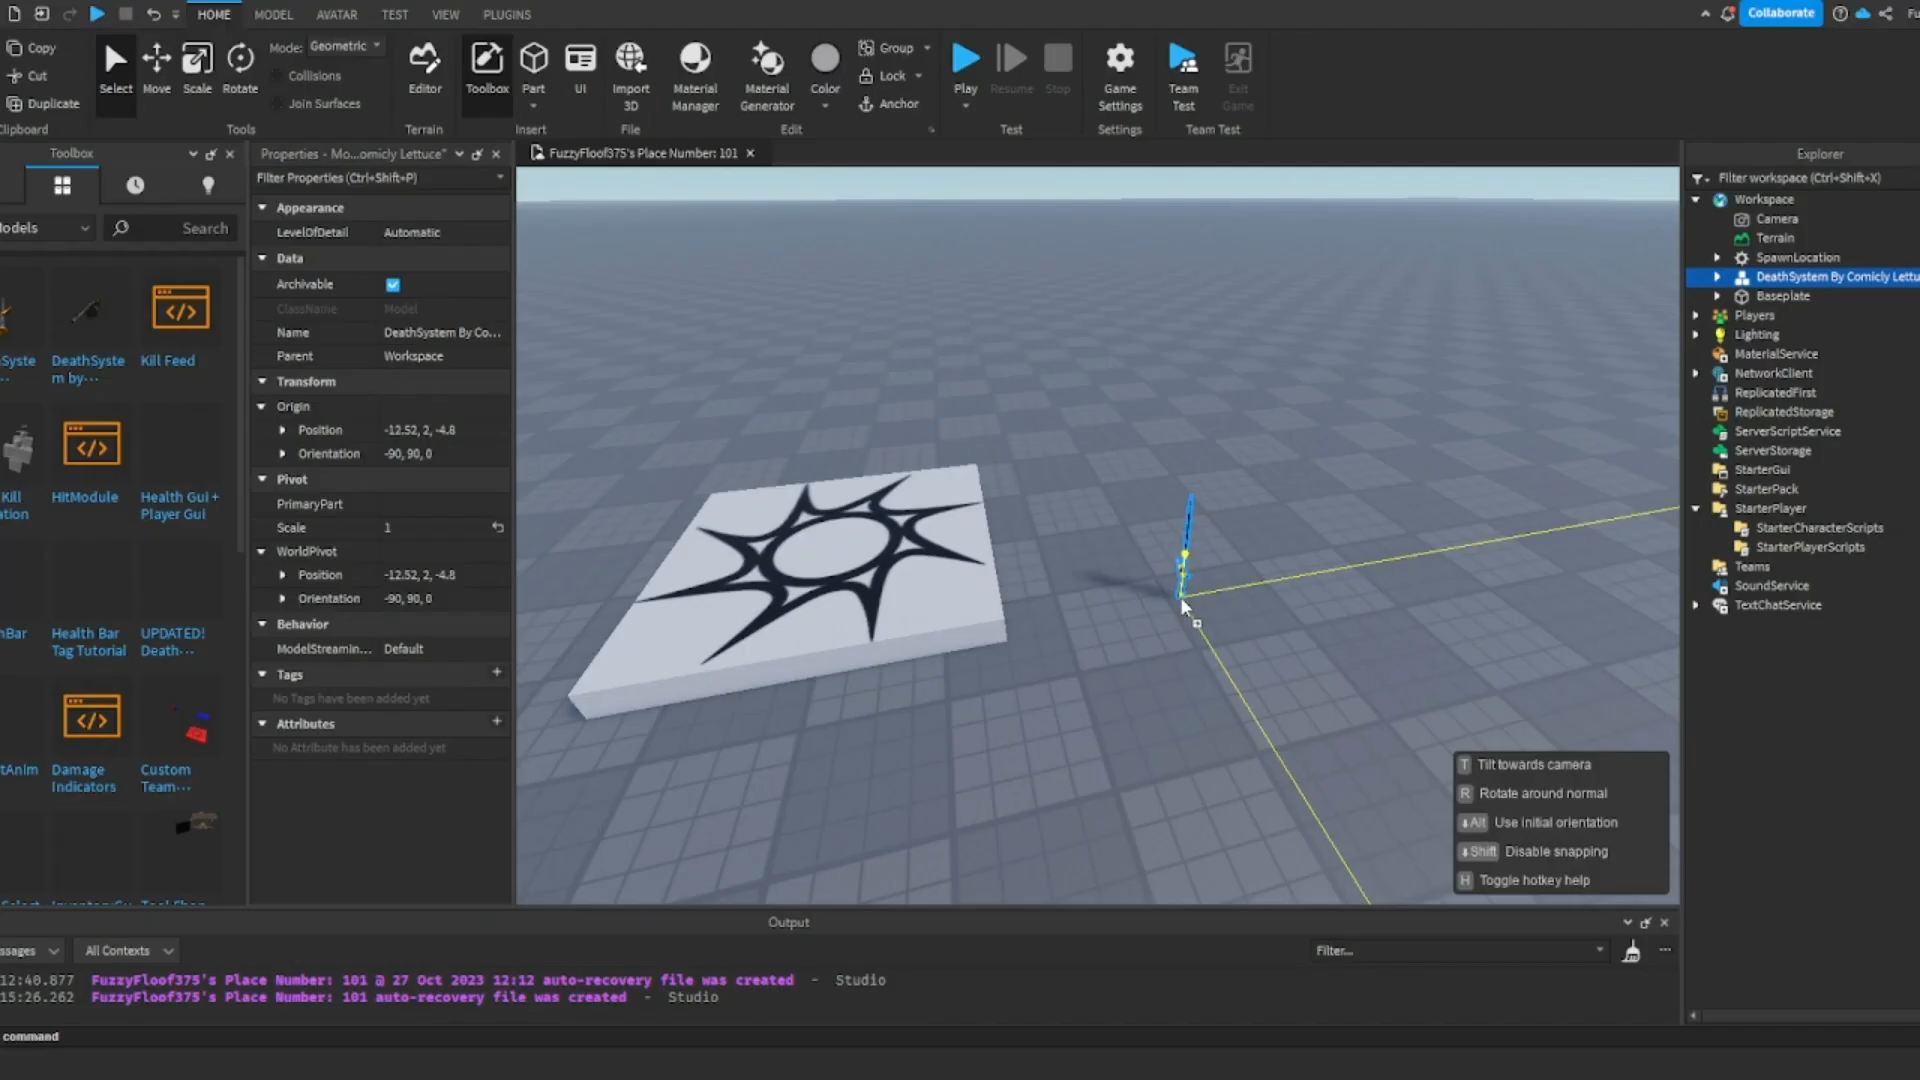 HOME
MODEL
AVATAR
TEST
VIEW
PLUGINS
Collaborate
Copy
Cut
Duplicate
Clipboard
Select
Move
Scale
Rotate
Mode: Geometric
Collisions
Join Surfaces
Tools
Editor
Terrain
Toolbox
Part
UI
Insert
Import
3D
File
Material
Manager
Material
Generator
Color
Group
Lock
Anchor
Edit
Play
Resume
Stop
Test
Game
Settings
Settings
Team
Test
Exit
Game
Team Test
Toolbox
Search
DeathSyste
m by···
Kill Feed
Kill
HitModule
Health Gui +
Player Gui
Health Bar
Tag Tutorial
UPDATED!
Death···
Damage
Indicators
Custom
Team···
Properties - Mo...omicly Lettuce"
Filter Properties (Ctrl+Shift+P)
Appearance
LevelOfDetail Automatic
Data
Archivable
ClassName Model
Name DeathSystem By Co...
Parent Workspace
Transform
Origin
Position -12.52, 2, -4.8
Orientation -90, 90, 0
Pivot
PrimaryPart
Scale 1
WorldPivot
Position -12.52, 2, -4.8
Orientation -90, 90, 0
Behavior
ModelStreamin... Default
Tags +
No Tags have been added yet
Attributes +
No Attribute has been added yet
FuzzyFloof375's Place Number: 101
T Tilt towards camera
R Rotate around normal
Alt Use initial orientation
Shift Disable snapping
H Toggle hotkey help
Explorer
Filter workspace (Ctrl+Shift+X)
Workspace
Camera
Terrain
SpawnLocation
DeathSystem By Comicly Lettu
Baseplate
Players
Lighting
MaterialService
NetworkClient
ReplicatedFirst
ReplicatedStorage
ServerScriptService
ServerStorage
StarterGui
StarterPack
StarterPlayer
StarterCharacterScripts
StarterPlayerScripts
Teams
SoundService
TextChatService
Output
All Contexts
Filter...
12:40.877 FuzzyFloof375's Place Number: 101 @ 27 Oct 2023 12:12 auto-recovery file was created - Studio
15:26.262 FuzzyFloof375's Place Number: 101 auto-recovery file was created - Studio
command